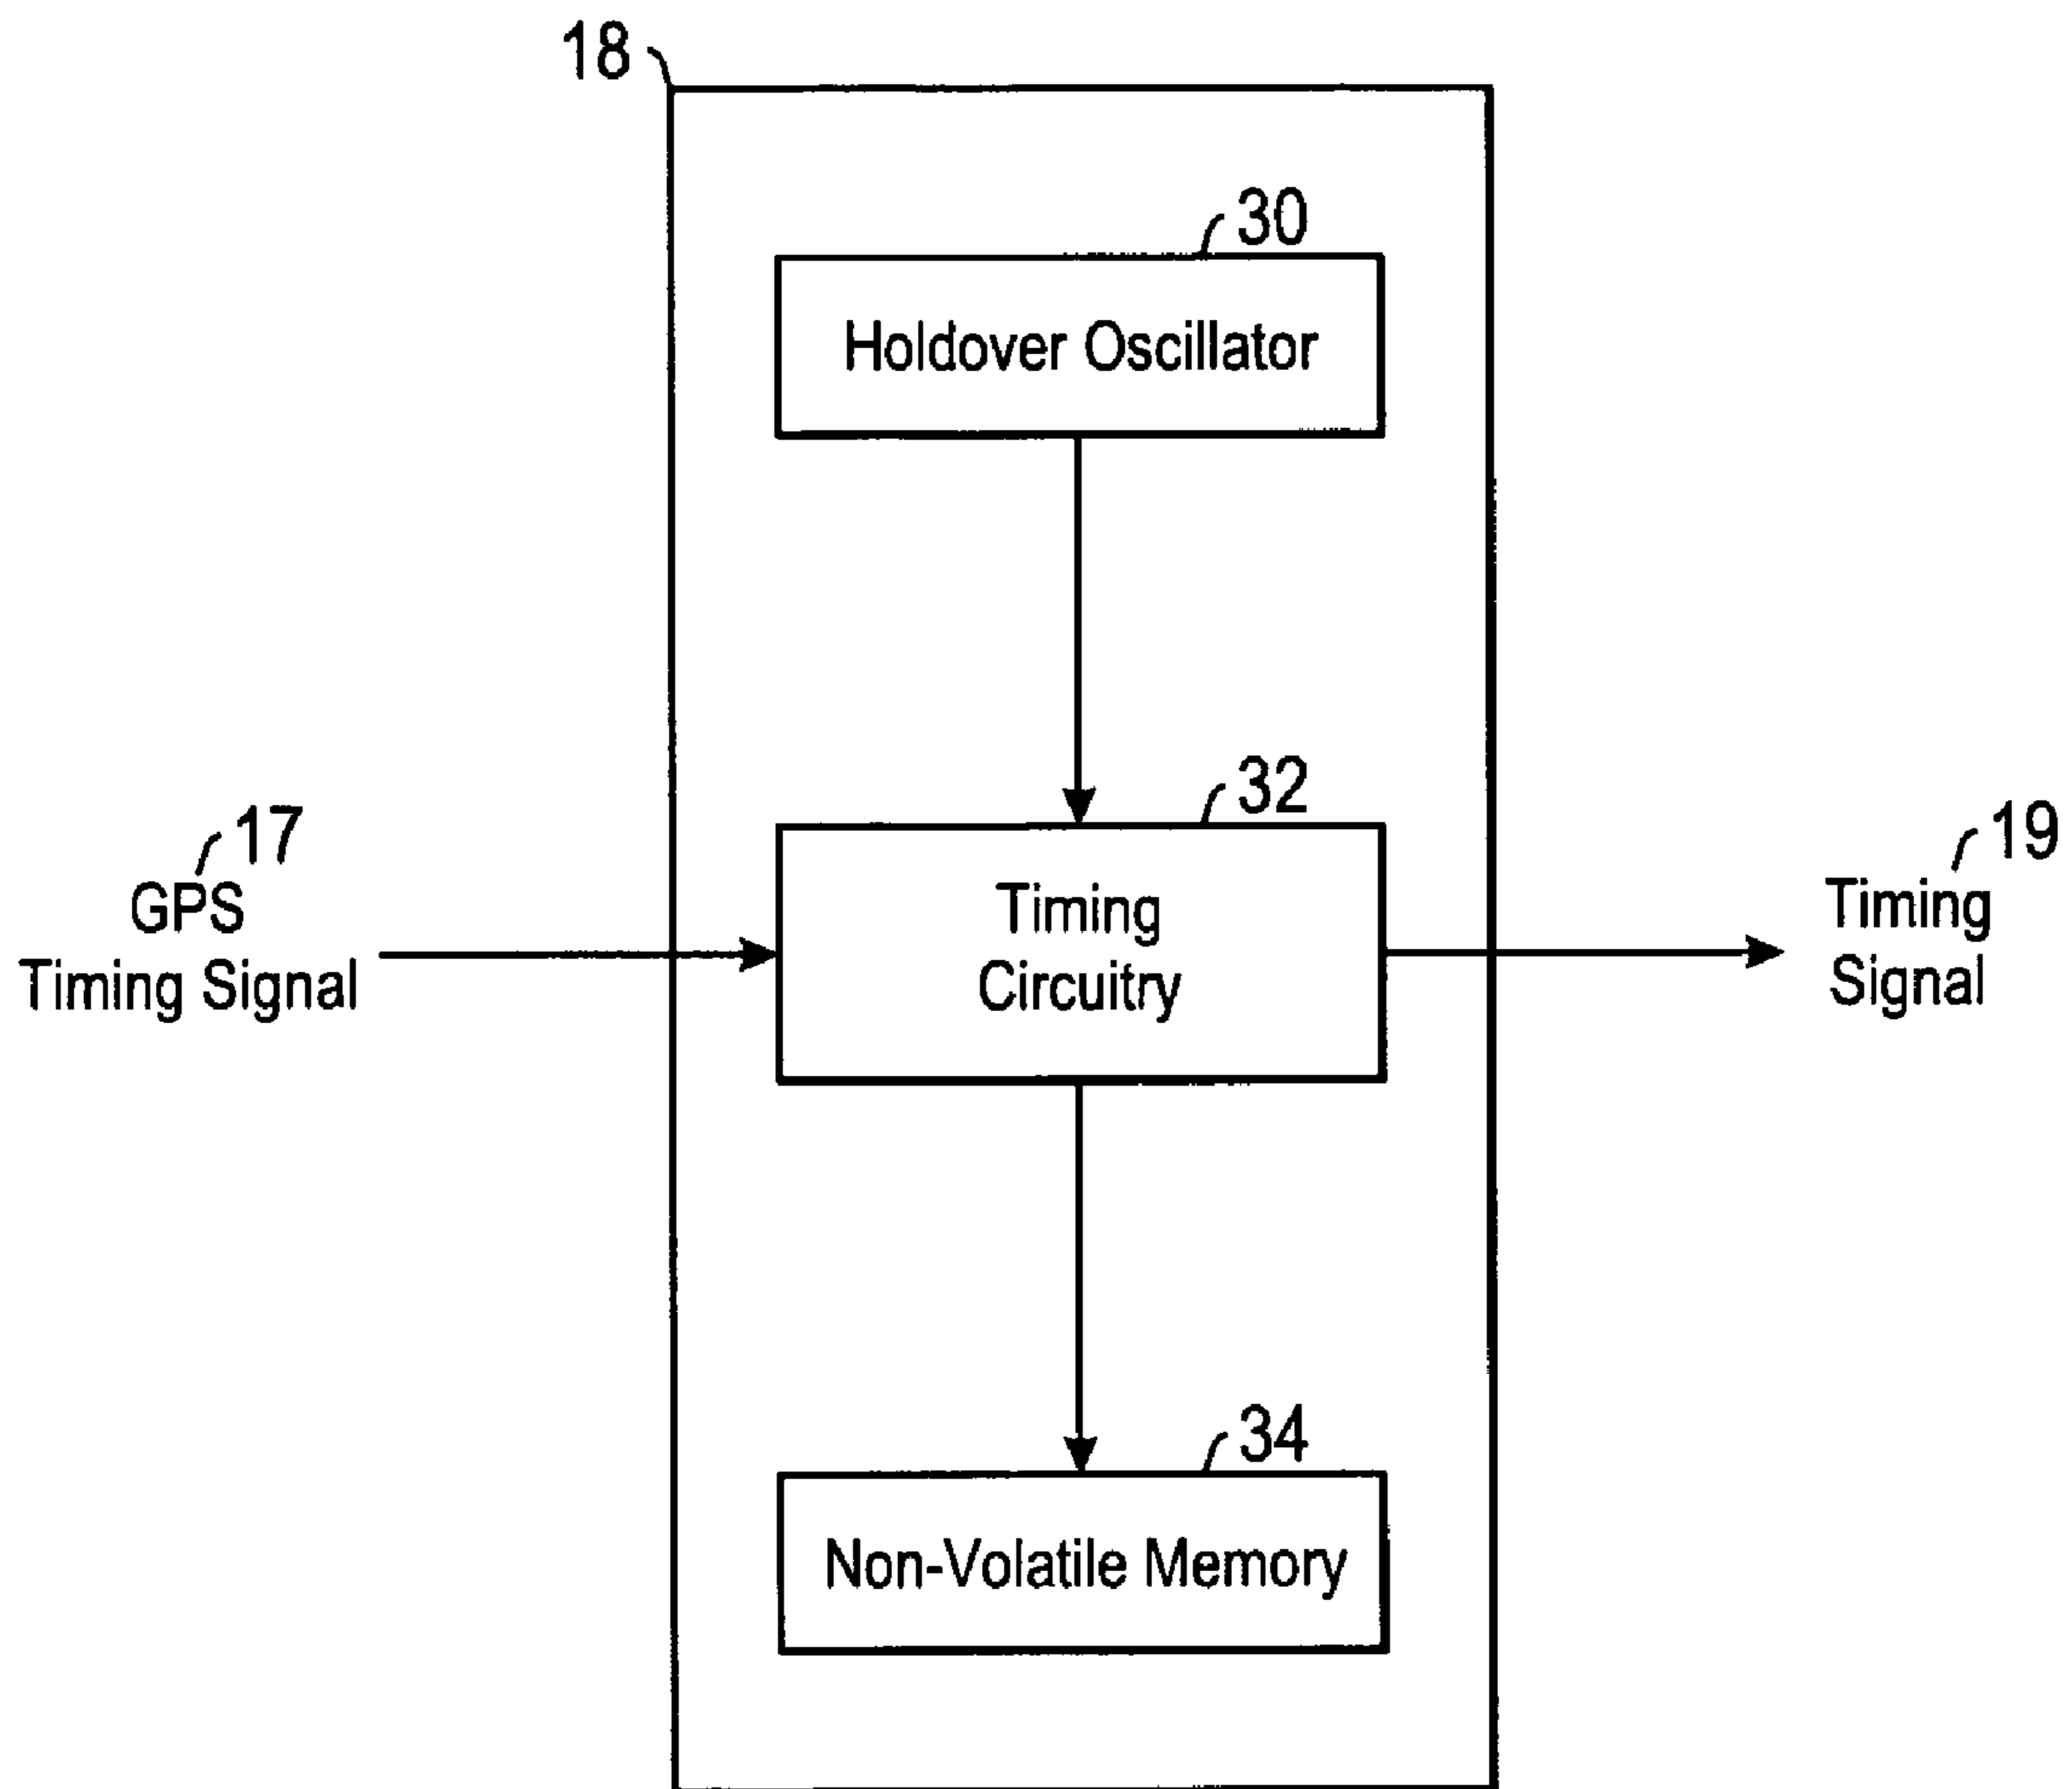 18
30
Holdover Oscillator
32
17
19
GPS
Timing Signal
Timing
Circuitry
Timing
Signal
34
Non-Volatile Memory